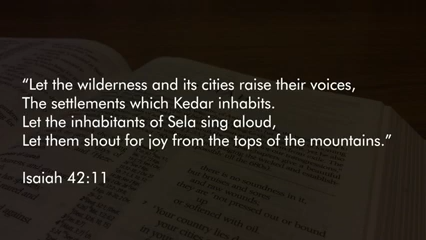 “Let the wilderness and its cities raise their voices,
The settlements which Kedar inhabits.
Let the inhabitants of Sela sing aloud,
Let them shout for joy from the tops of the mountains.”
Isaiah 42:11